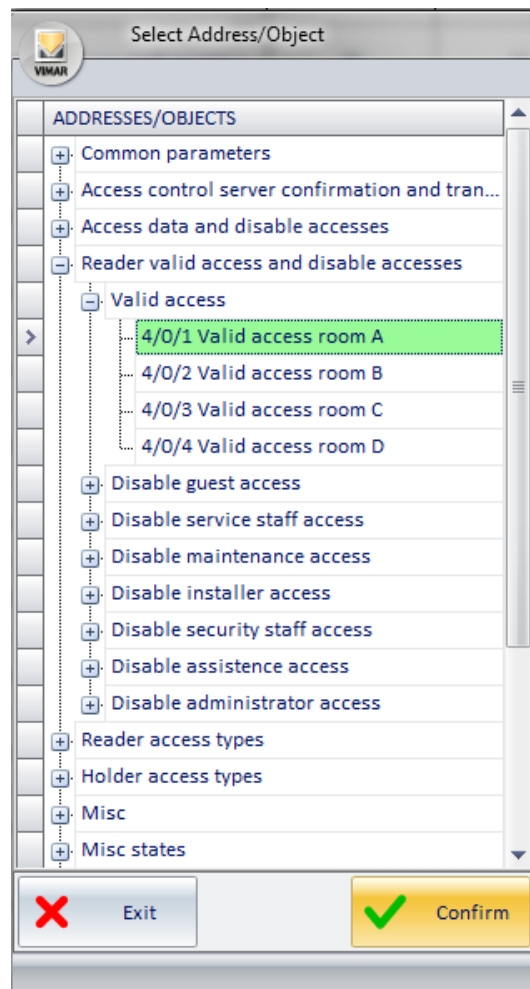 Select Address/Object
VIMAR
ADDRESSES/OBJECTS
Common parameters
Access control server confirmation and tran...
Access data and disable accesses
Reader valid access and disable accesses
Valid access
4/0/1 Valid access room A
4/0/2 Valid access room B
4/0/3 Valid access room C
4/0/4 Valid access room D
Disable guest access
Disable service staff access
Disable maintenance access
Disable installer access
Disable security staff access
Disable assistence access
Disable administrator access
Reader access types
Holder access types
Misc
Misc states
Exit
Confirm